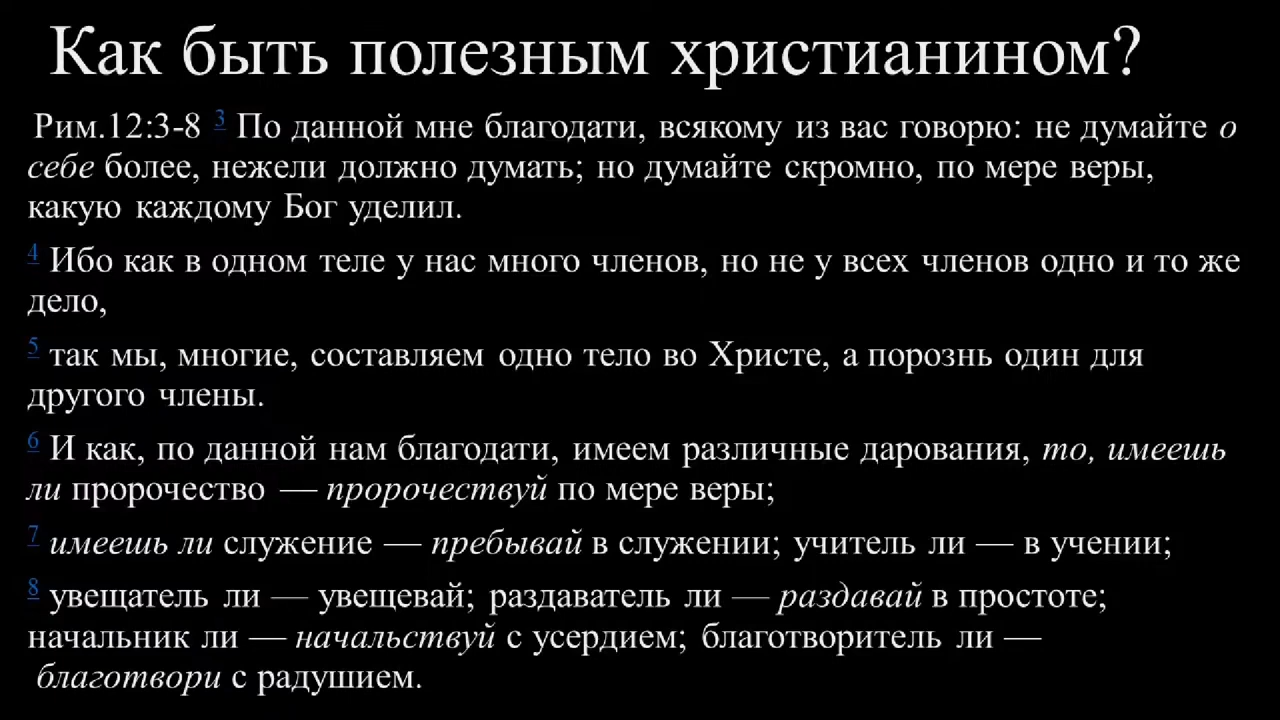 Как быть полезным христианином?
Рим.12:3-8 3 По данной мне благодати, всякому из вас говорю: не думайте о
себе более, нежели должно думать; но думайте скромно, по мере веры,
какую каждому Бог уделил.
4 Ибо как в одном теле у нас много членов, но не у всех членов одно и то же
дело,
5 так мы, многие, составляем одно тело во Христе, а порознь один для
другого члены.
6 И как, по данной нам благодати, имеем различные дарования, то, имеешь
ли пророчество — пророчествуй по мере веры;
7 имеешь ли служение — пребывай в служении; учитель ли — в учении;
8 увещатель ли — увещевай; раздаватель ли — раздавай в простоте;
начальник ли — начальствуй с усердием; благотворитель ли —
благотвори с радушием.